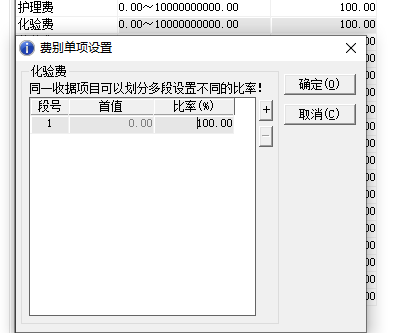 护理费 0.00～10000000000.00 100.00
化验费 0.00～10000000000.00 100.00
费别单项设置
化验费
同一收据项目可以划分多段设置不同的比率!
段号 首值 比率(%)
1 0.00 100.00
+
-
确定(O)
取消(C)